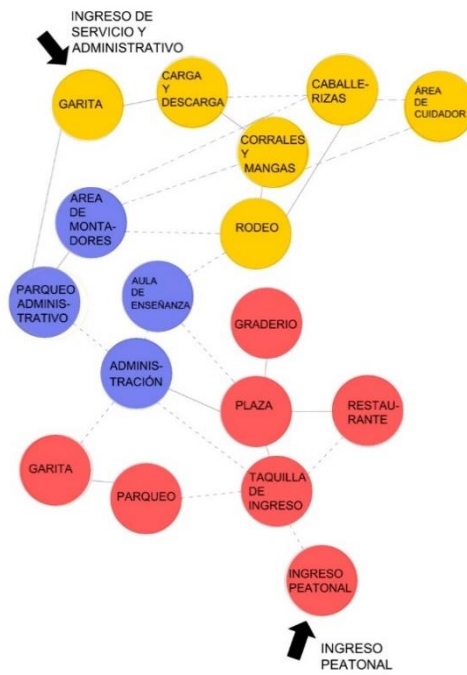 INGRESO DE
SERVICIO Y
ADMINISTRATIVO
GARITA
CARGA
Y
DESCARGA
CABALLE-
RIZAS
ÁREA
DE
CUIDADOR
CORRALES
Y
MANGAS
AREA
DE
MONTA-
DORES
RODEO
PARQUEO
ADMINIS-
TRATIVO
AULA
DE
ENSEÑANZA
GRADERIO
ADMINIS-
TRACIÓN
PLAZA
RESTAU-
RANTE
GARITA
PARQUEO
TAQUILLA
DE
INGRESO
INGRESO
PEATONAL
INGRESO
PEATONAL